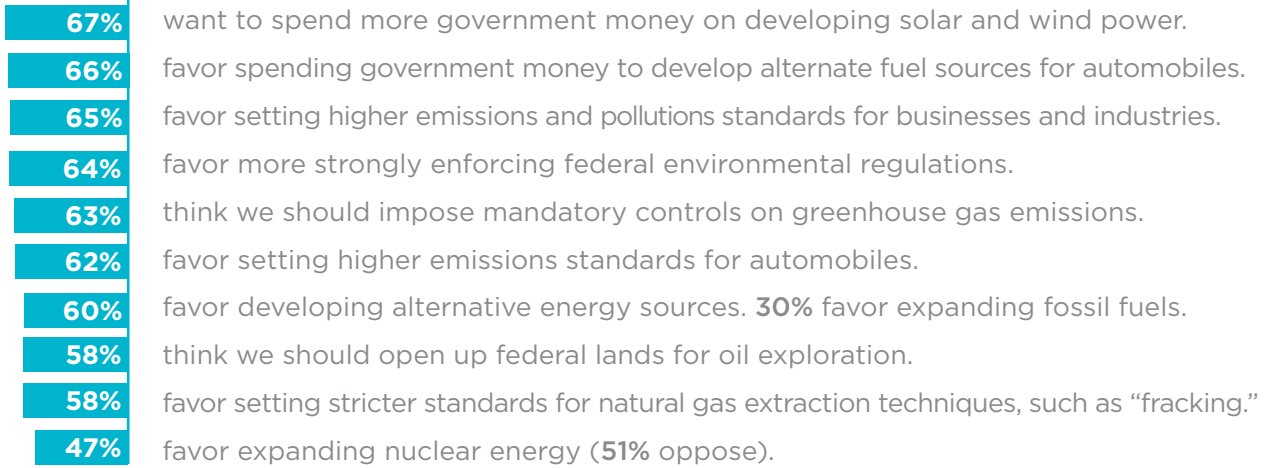 67% want to spend more government money on developing solar and wind power.
66% favor spending government money to develop alternate fuel sources for automobiles.
65% favor setting higher emissions and pollutions standards for businesses and industries.
64% favor more strongly enforcing federal environmental regulations.
63% think we should impose mandatory controls on greenhouse gas emissions.
62% favor setting higher emissions standards for automobiles.
60% favor developing alternative energy sources. 30% favor expanding fossil fuels.
58% think we should open up federal lands for oil exploration.
58% favor setting stricter standards for natural gas extraction techniques, such as “fracking.”
47% favor expanding nuclear energy (51% oppose).